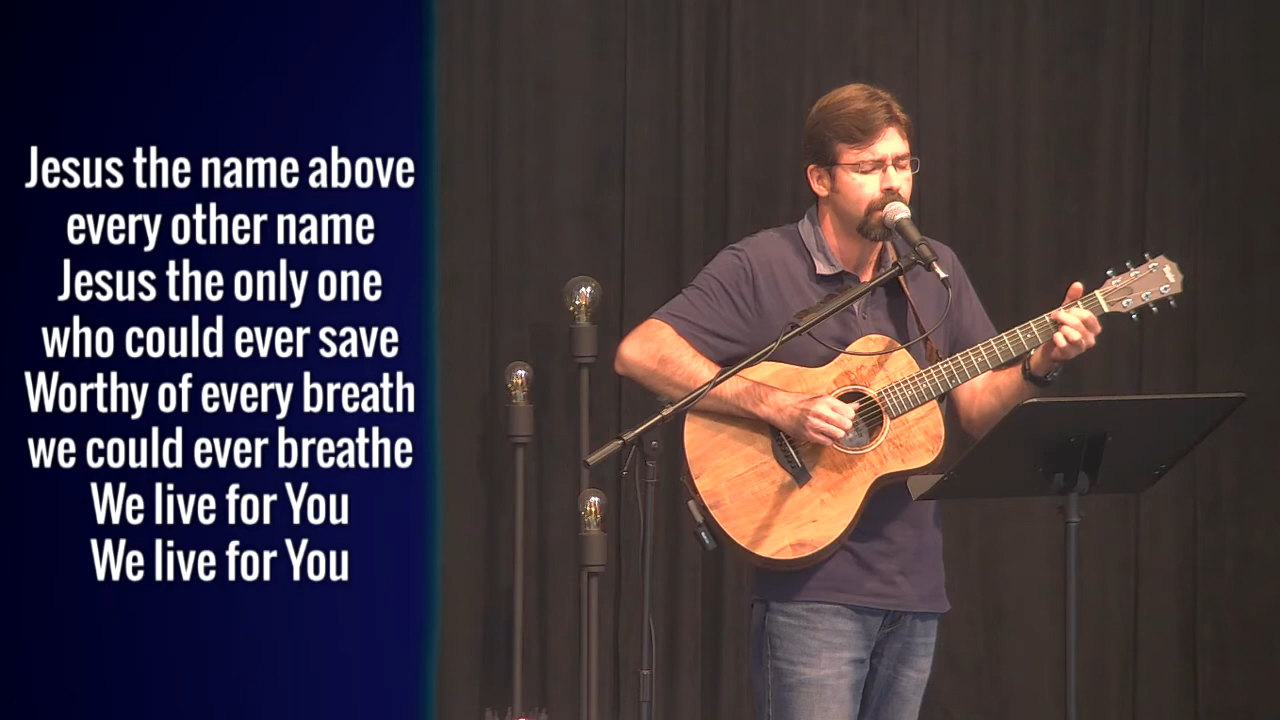 Jesus the name above
every other name
Jesus the only one
who could ever save
Worthy of every breath
we could ever breathe
We live for You
We live for You